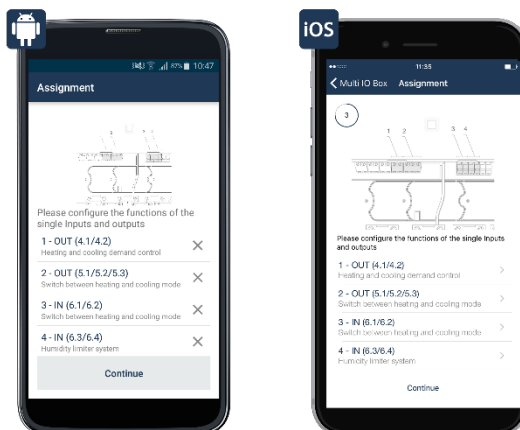 10:47
Assignment
1 2 3 4
Please configure the functions of the
single Inputs and outputs
1 - OUT (4.1/4.2)
Heating and cooling demand control
2 - OUT (5.1/5.2/5.3)
Switch between heating and cooling mode
3 - IN (6.1/6.2)
Switch between heating and cooling mode
4 - IN (6.3/6.4)
Humidity limiter system
Continue
iOS
11:35
Multi IO Box Assignment
3
1 2 3 4
Please configure the functions of the single Inputs
and outputs
1 - OUT (4.1/4.2)
Heating and cooling demand control
2 - OUT (5.1/5.2/5.3)
Switch between heating and cooling mode
3 - IN (6.1/6.2)
Switch between heating and cooling mode
4 - IN (6.3/6.4)
Humidity limiter system
Continue